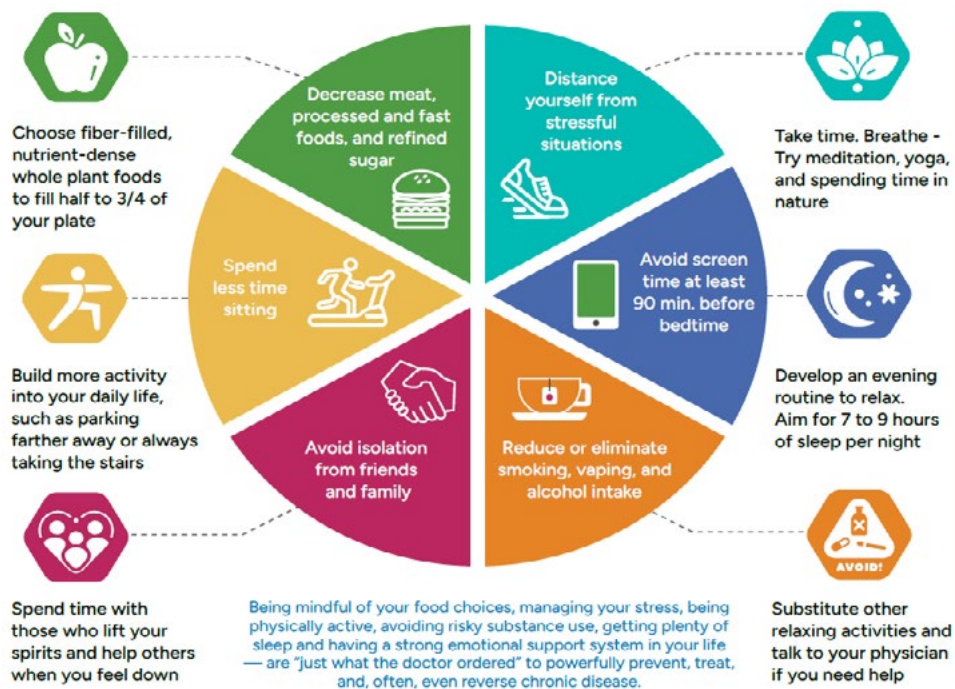 Decrease meat,
processed and fast
foods, and refined
sugar
Distance
yourself from
stressful
situations
Choose fiber-filled,
nutrient-dense
whole plant foods
to fill half to 3/4 of
your plate
Take time. Breathe -
Try meditation, yoga,
and spending time in
nature
Spend
less time
sitting
Avoid screen
time at least
90 min. before
bedtime
Build more activity
into your daily life,
such as parking
farther away or always
taking the stairs
Develop an evening
routine to relax.
Aim for 7 to 9 hours
of sleep per night
Avoid isolation
from friends
and family
Reduce or eliminate
smoking, vaping, and
alcohol intake
AVOID!
Spend time with
those who lift your
spirits and help others
when you feel down
Being mindful of your food choices, managing your stress, being
physically active, avoiding risky substance use, getting plenty of
sleep and having a strong emotional support system in your life
— are "just what the doctor ordered" to powerfully prevent, treat,
and, often, even reverse chronic disease.
Substitute other
relaxing activities and
talk to your physician
if you need help